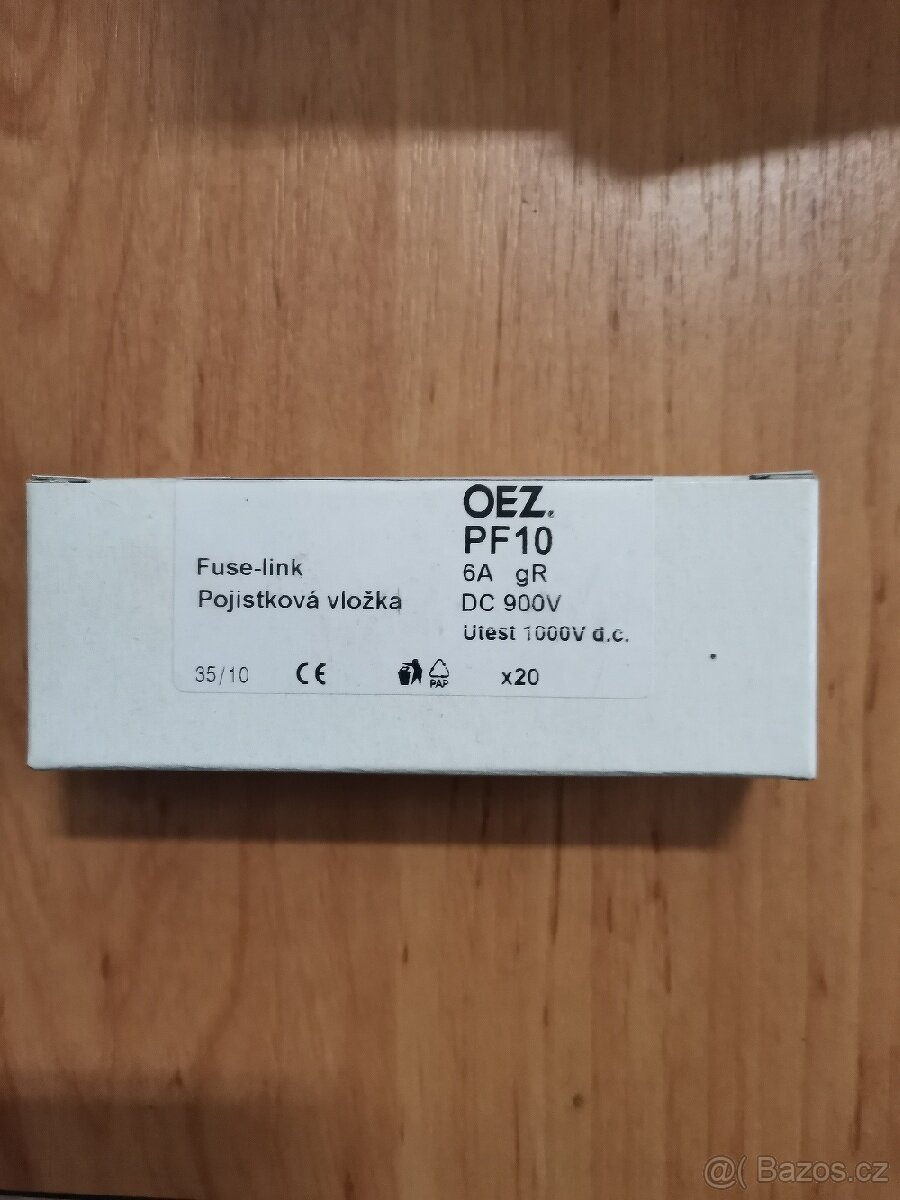 OEZ.
PF10
Fuse-link
6A gR
Pojistková vložka
DC 900V
Utest 1000V d.c.
35/10 CE PAP x20
@( Bazos.cz